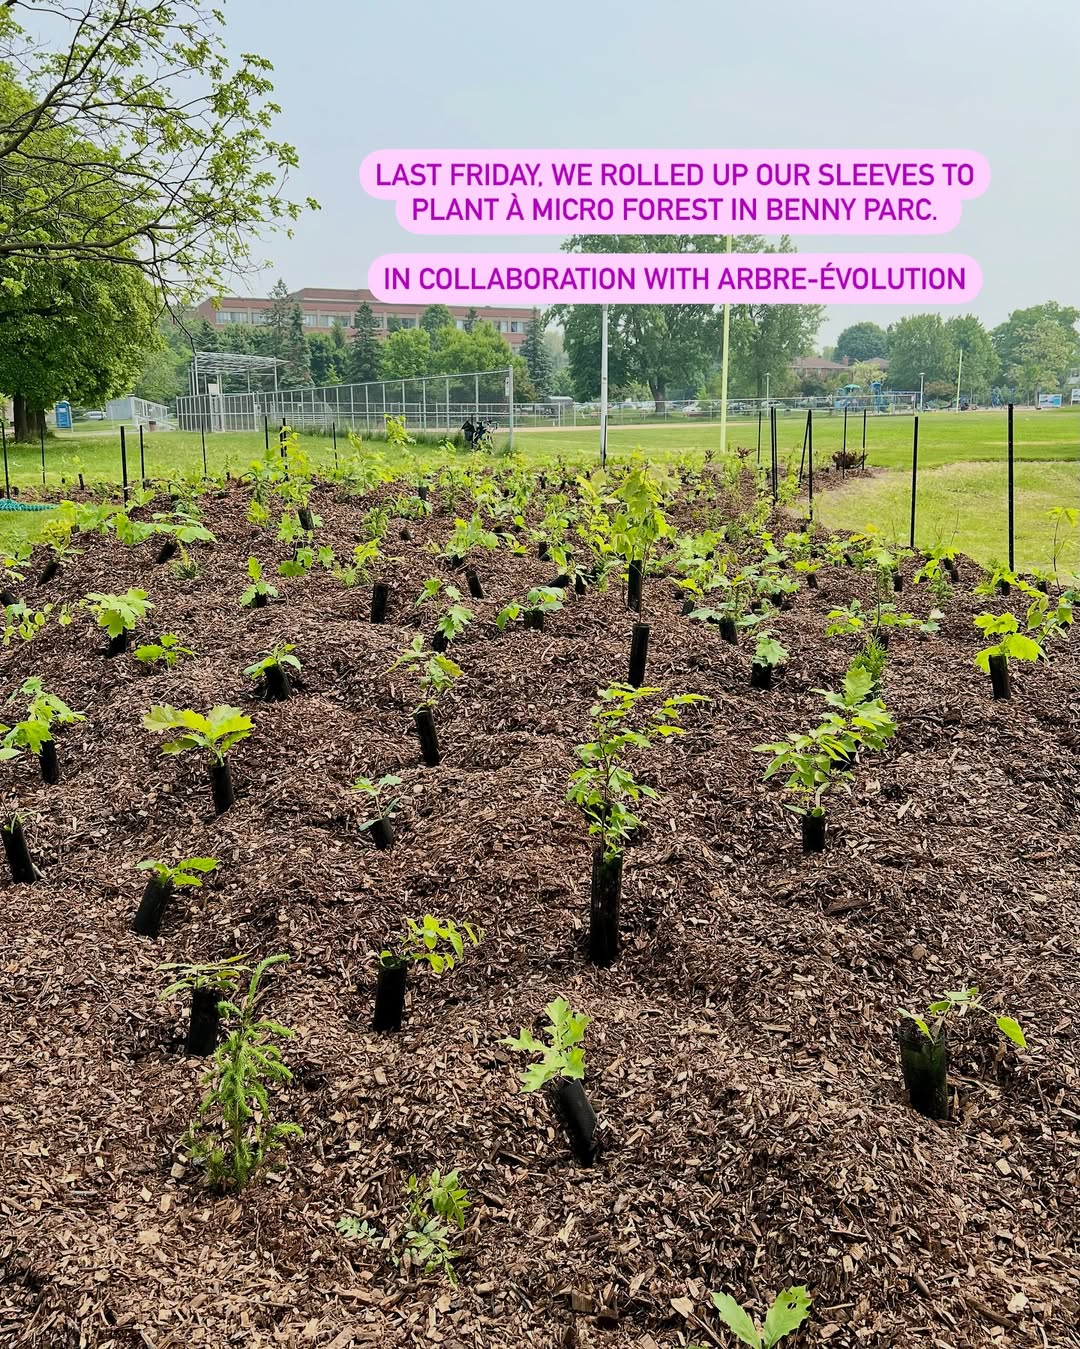 LAST FRIDAY, WE ROLLED UP OUR SLEEVES TO
PLANT À MICRO FOREST IN BENNY PARC.
IN COLLABORATION WITH ARBRE-ÉVOLUTION